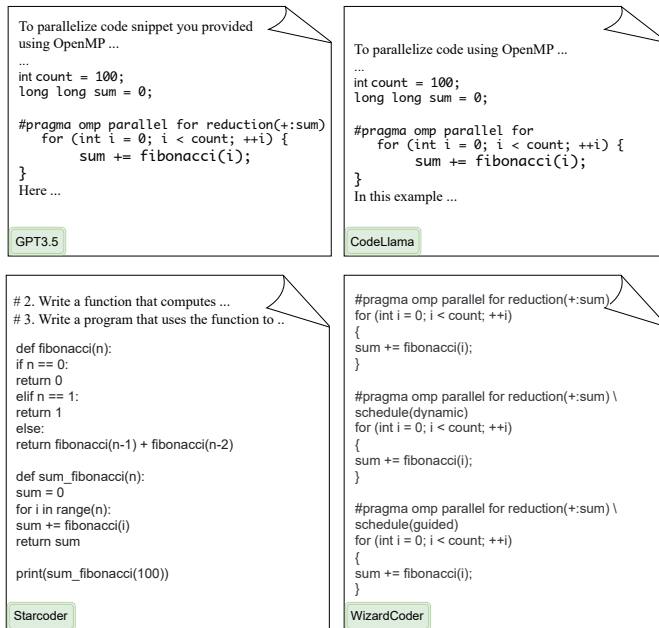 To parallelize code snippet you provided
using OpenMP ...
...
int count = 100;
long long sum = 0;
#pragma omp parallel for reduction(+:sum)
for (int i = 0; i < count; ++i) {
sum += fibonacci(i);
}
Here ...
GPT3.5
To parallelize code using OpenMP ...
...
int count = 100;
long long sum = 0;
#pragma omp parallel for
for (int i = 0; i < count; ++i) {
sum += fibonacci(i);
}
In this example ...
CodeLlama
# 2. Write a function that computes ...
# 3. Write a program that uses the function to ..
def fibonacci(n):
if n == 0:
return 0
elif n == 1:
return 1
else:
return fibonacci(n-1) + fibonacci(n-2)
def sum_fibonacci(n):
sum = 0
for i in range(n):
sum += fibonacci(i)
return sum
print(sum_fibonacci(100))
Starcoder
#pragma omp parallel for reduction(+:sum)
for (int i = 0; i < count; ++i)
{
sum += fibonacci(i);
}
#pragma omp parallel for reduction(+:sum) \
schedule(dynamic)
for (int i = 0; i < count; ++i)
{
sum += fibonacci(i);
}
#pragma omp parallel for reduction(+:sum) \
schedule(guided)
for (int i = 0; i < count; ++i)
{
sum += fibonacci(i);
}
WizardCoder